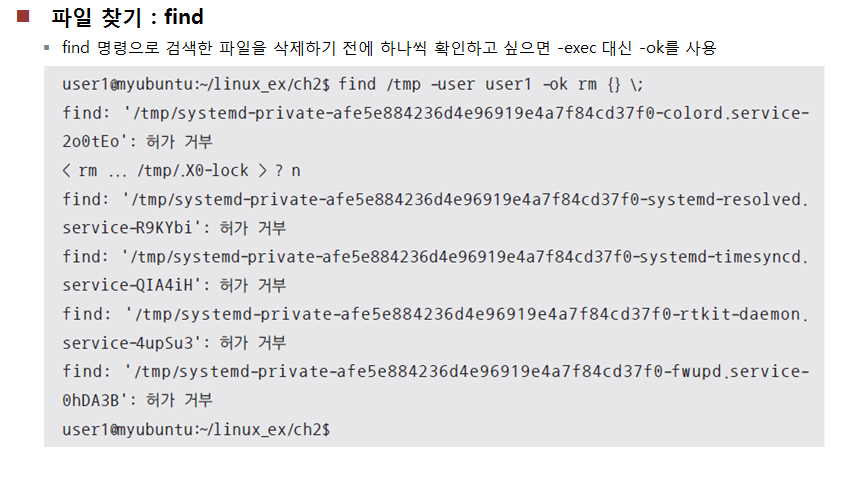 파일 찾기 : find
find 명령으로 검색한 파일을 삭제하기 전에 하나씩 확인하고 싶으면 -exec 대신 -ok를 사용
user1@myubuntu:~/linux_ex/ch2$ find /tmp -user user1 -ok rm {} \;
find: '/tmp/systemd-private-afe5e884236d4e96919e4a7f84cd37f0-colord.service-
2o0tEo': 허가 거부
< rm ... /tmp/.X0-lock > ? n
find: '/tmp/systemd-private-afe5e884236d4e96919e4a7f84cd37f0-systemd-resolved.
service-R9KYbi': 허가 거부
find: '/tmp/systemd-private-afe5e884236d4e96919e4a7f84cd37f0-systemd-timesyncd.
service-QIA4iH': 허가 거부
find: '/tmp/systemd-private-afe5e884236d4e96919e4a7f84cd37f0-rtkit-daemon.
service-4upSu3': 허가 거부
find: '/tmp/systemd-private-afe5e884236d4e96919e4a7f84cd37f0-fwupd.service-
0hDA3B': 허가 거부
user1@myubuntu:~/linux_ex/ch2$